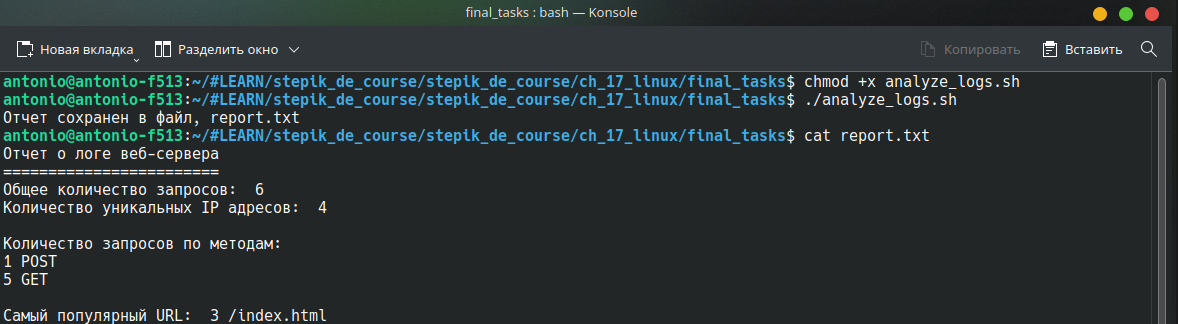 final_tasks : bash — Konsole
Новая вкладка Разделить окно Копировать Вставить
antonio@antonio-f513:~/#LEARN/stepik_de_course/stepik_de_course/ch_17_linux/final_tasks$ chmod +x analyze_logs.sh
antonio@antonio-f513:~/#LEARN/stepik_de_course/stepik_de_course/ch_17_linux/final_tasks$ ./analyze_logs.sh
Отчет сохранен в файл, report.txt
antonio@antonio-f513:~/#LEARN/stepik_de_course/stepik_de_course/ch_17_linux/final_tasks$ cat report.txt
Отчет о логе веб-сервера
========================
Общее количество запросов:  6
Количество уникальных IP адресов:  4
Количество запросов по методам:
1 POST
5 GET
Самый популярный URL:  3 /index.html